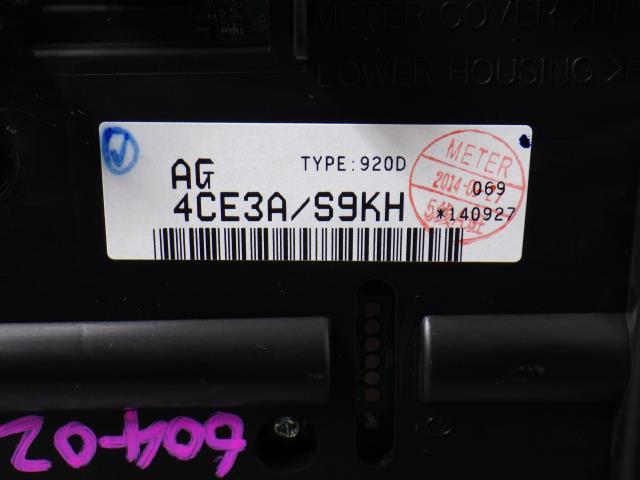 METER COVER
LOWER HOUSING >
AG
TYPE:920D
4CE3A/S9KH
METER
2014-09-27
069
*140927
604-02